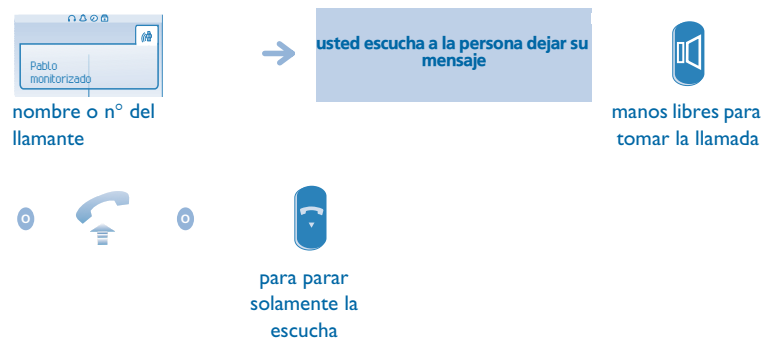 Pablo
monitorizado
nombre o n° del
llamante
usted escucha a la persona dejar su
mensaje
manos libres para
tomar la llamada
o
o
para parar
solamente la
escucha